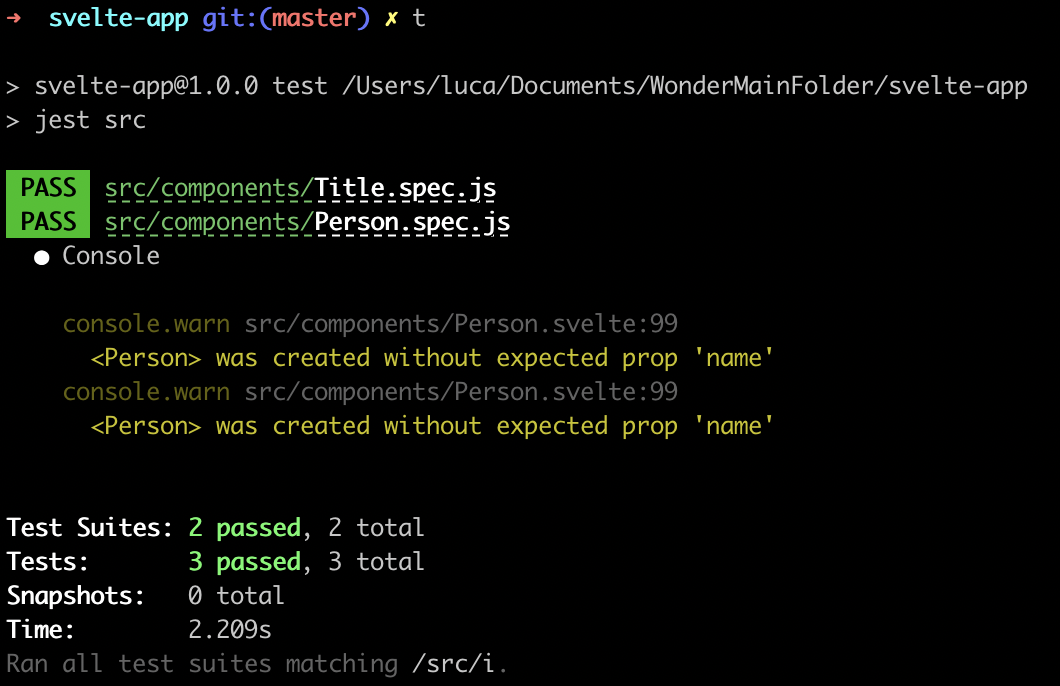 ➜  svelte-app git:(master) ✗ t
> svelte-app@1.0.0 test /Users/luca/Documents/WonderMainFolder/svelte-app
> jest src
PASS src/components/Title.spec.js
PASS src/components/Person.spec.js
● Console
console.warn src/components/Person.svelte:99
<Person> was created without expected prop 'name'
console.warn src/components/Person.svelte:99
<Person> was created without expected prop 'name'
Test Suites: 2 passed, 2 total
Tests: 3 passed, 3 total
Snapshots: 0 total
Time: 2.209s
Ran all test suites matching /src/i.